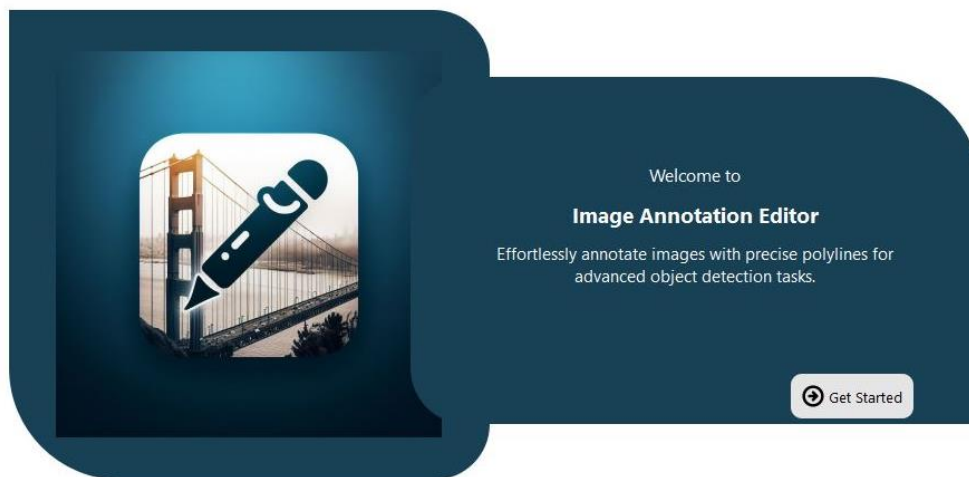 Welcome to
Image Annotation Editor
Effortlessly annotate images with precise polylines for
advanced object detection tasks.
Get Started